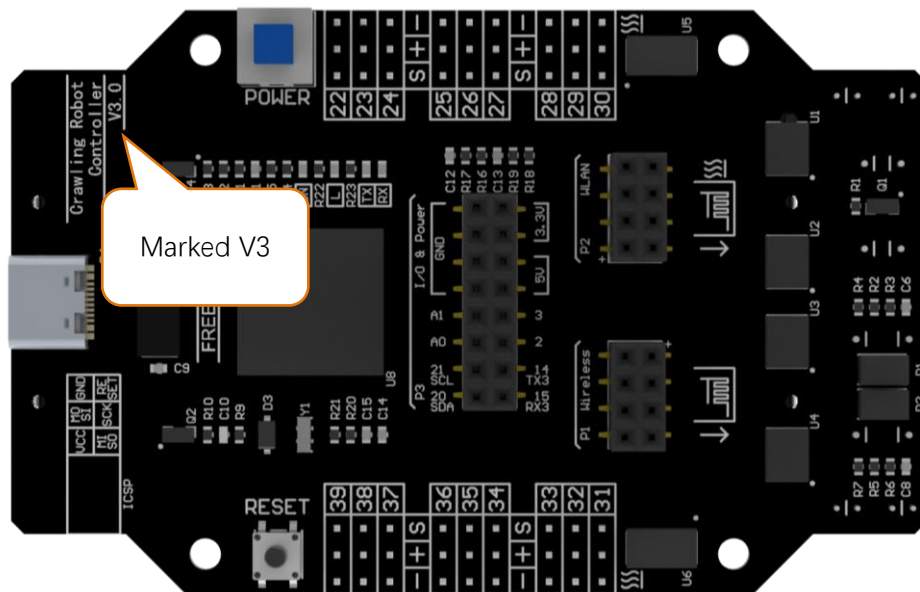 Crawling Robot
Controller
V3.0
Marked V3
POWER
22 23 24 S + - 25 26 27 S + - 28 29 30
U5
U1
C12 R17 R16 C13 R19 R18
R22 L R23 TX RX
I/O & Power
GND
3.3V
5V
A1 3
A0 2
21 14
SCL TX3
20 15
SDA RX3
P3
WLAN
P2
Wireless
P1
R1 Q1
U2
U3
U4
R4 R2 R3 C6
FREE
C9
U8
GND RE SET
MO SI SCK
VCC MI SO
ICSP
Q2 R10 C10 R9 D3 Y1 R21 R20 C15 C14
R7 R5 R6 C8
RESET
39 38 37 - + S 36 35 34 - + S 33 32 31
U6